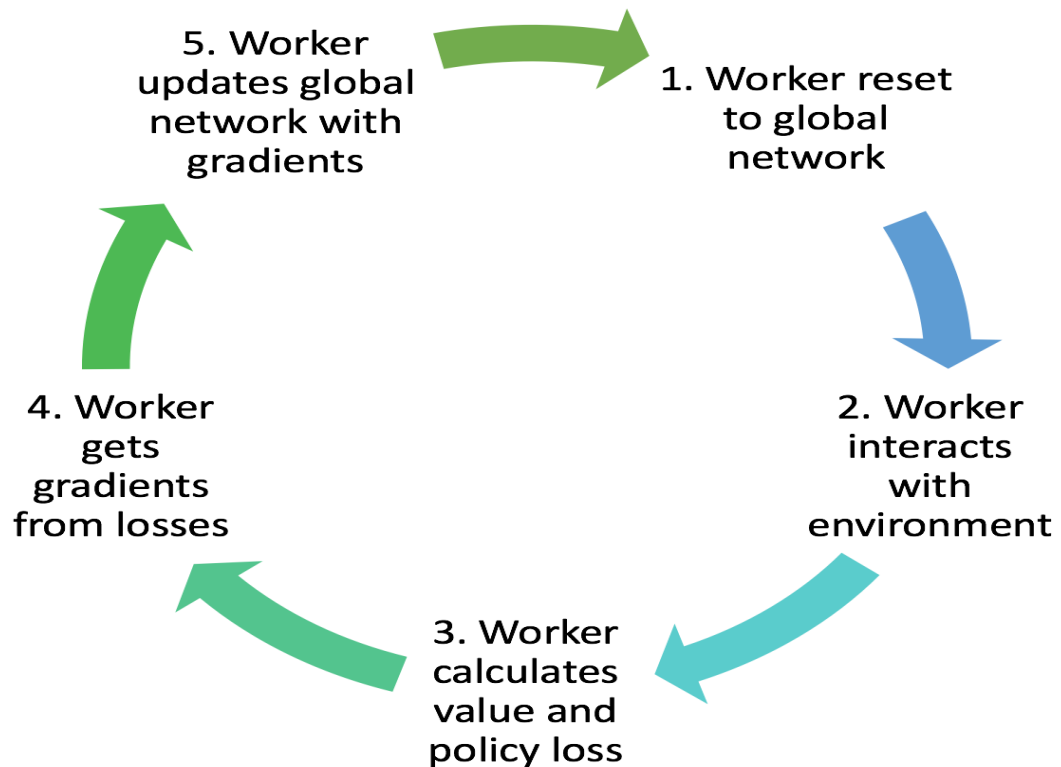 1. Worker reset
to global
network
2. Worker
interacts
with
environment
3. Worker
calculates
value and
policy loss
4. Worker
gets
gradients
from losses
5. Worker
updates global
network with
gradients